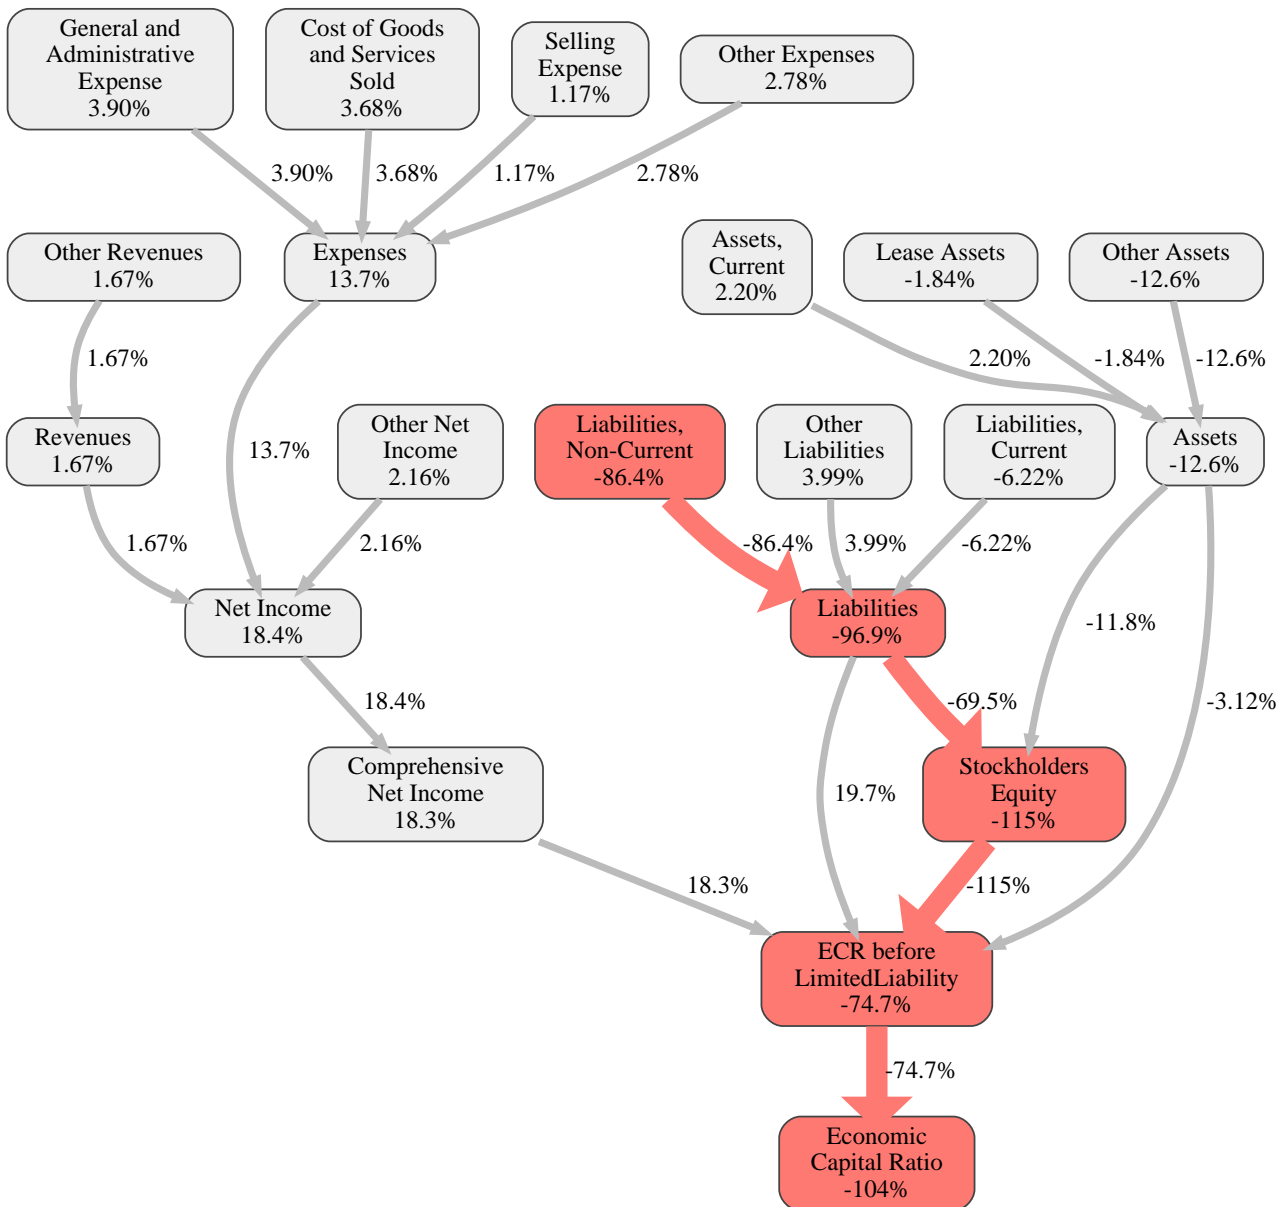 General and
Administrative
Expense
3.90%
Cost of Goods
and Services
Sold
3.68%
Selling
Expense
1.17%
Other Expenses
2.78%
3.90%
3.68%
1.17%
2.78%
Other Revenues
1.67%
Expenses
13.7%
Assets,
Current
2.20%
Lease Assets
-1.84%
Other Assets
-12.6%
1.67%
2.20%
-1.84%
-12.6%
Revenues
1.67%
13.7%
Other Net
Income
2.16%
Liabilities,
Non-Current
-86.4%
Other
Liabilities
3.99%
Liabilities,
Current
-6.22%
Assets
-12.6%
1.67%
2.16%
-86.4%
3.99%
-6.22%
Net Income
18.4%
Liabilities
-96.9%
-11.8%
18.4%
-69.5%
-3.12%
Comprehensive
Net Income
18.3%
19.7%
Stockholders
Equity
-115%
18.3%
-115%
ECR before
LimitedLiability
-74.7%
-74.7%
Economic
Capital Ratio
-104%